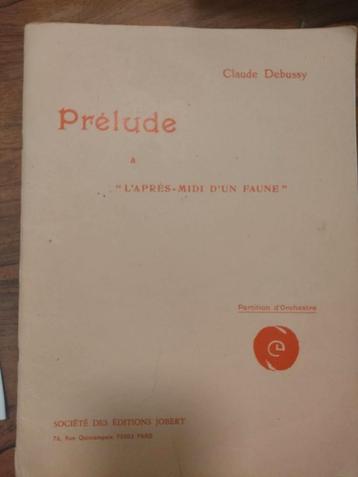 Claude Debussy
Prélude
à
"L'APRÈS-MIDI D'UN FAUNE"
Partition d'Orchestre
e
SOCIÉTÉ DES ÉDITIONS JOBERT
76, Rue Quincampoix 75003 PARIS